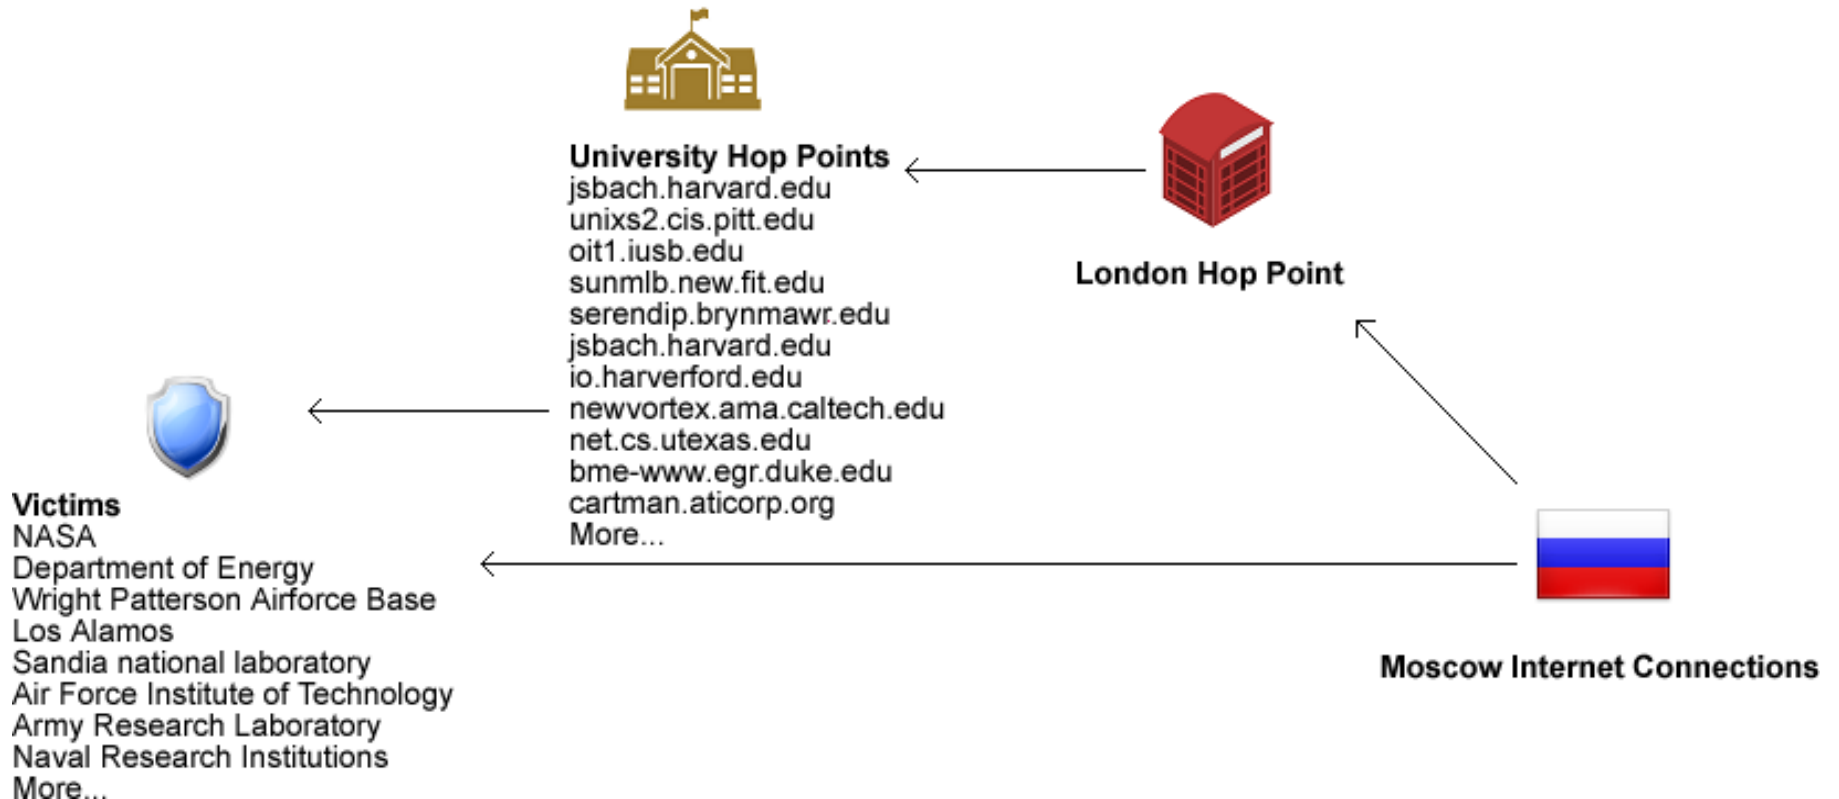 University Hop Points
jsbach.harvard.edu
unixs2.cis.pitt.edu
oit1.iusb.edu
sunmlb.new.fit.edu
serendip.brynmawr.edu
jsbach.harvard.edu
io.harverford.edu
newvortex.ama.caltech.edu
net.cs.utexas.edu
bme-www.egr.duke.edu
cartman.aticorp.org
More...
London Hop Point
Victims
NASA
Department of Energy
Wright Patterson Airforce Base
Los Alamos
Sandia national laboratory
Air Force Institute of Technology
Army Research Laboratory
Naval Research Institutions
More...
Moscow Internet Connections